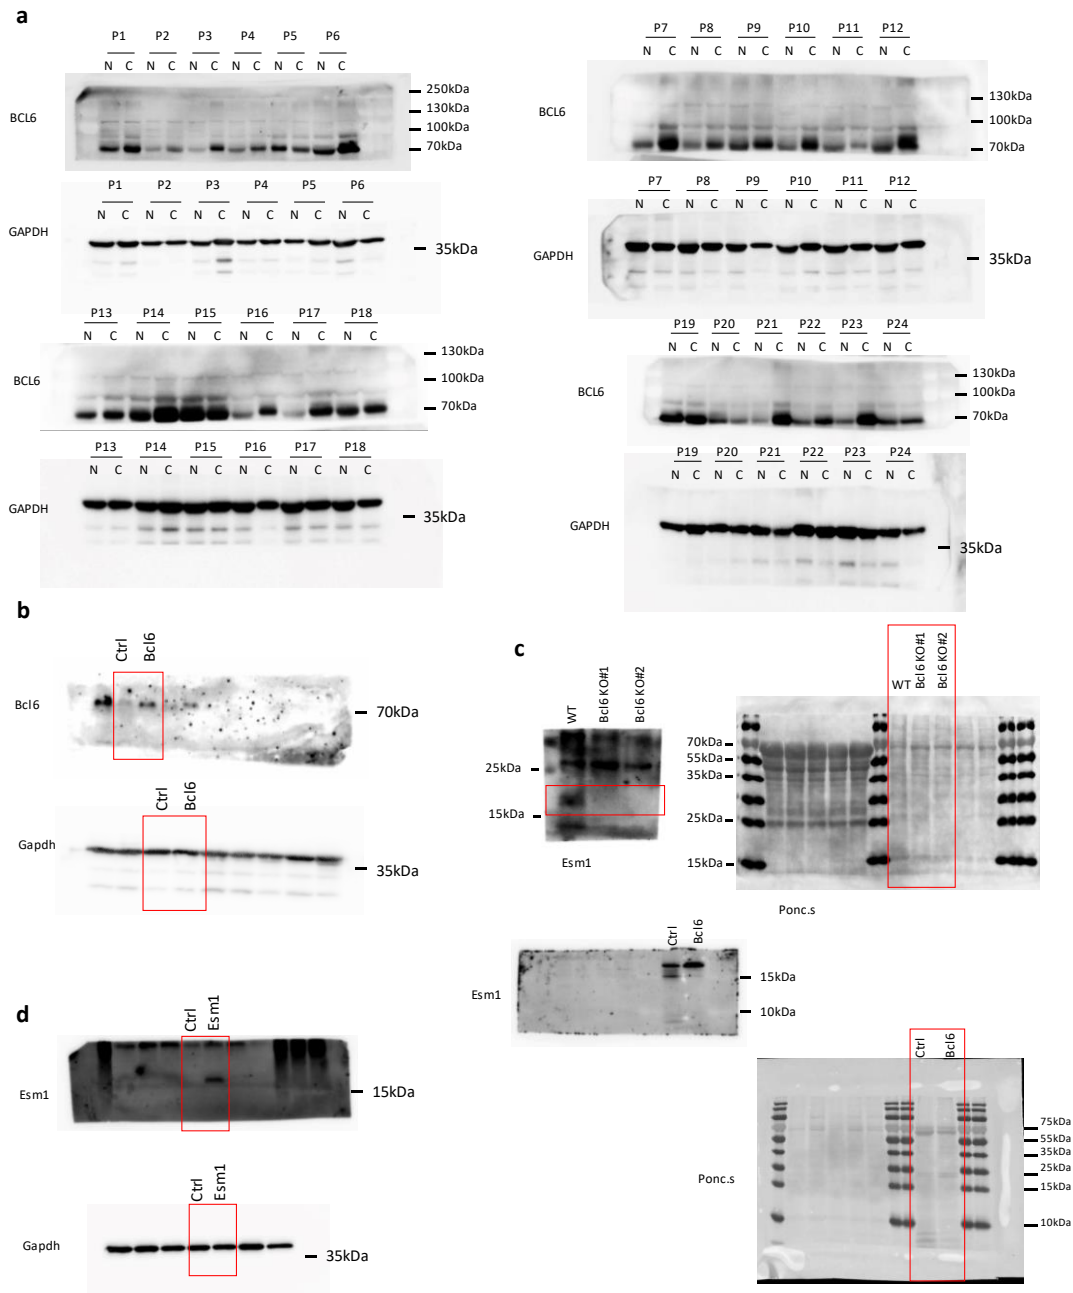 a
P1 P2 P3 P4 P5 P6
N C N C N C N C N C N C
BCL6
250kDa
130kDa
100kDa
70kDa
P1 P2 P3 P4 P5 P6
N C N C N C N C N C N C
GAPDH
35kDa
P7 P8 P9 P10 P11 P12
N C N C N C N C N C N C
BCL6
130kDa
100kDa
70kDa
P7 P8 P9 P10 P11 P12
N C N C N C N C N C N C
GAPDH
35kDa
P13 P14 P15 P16 P17 P18
N C N C N C N C N C N C
BCL6
130kDa
100kDa
70kDa
P13 P14 P15 P16 P17 P18
N C N C N C N C N C N C
GAPDH
35kDa
P19 P20 P21 P22 P23 P24
N C N C N C N C N C N C
BCL6
130kDa
100kDa
70kDa
P19 P20 P21 P22 P23 P24
N C N C N C N C N C N C
GAPDH
35kDa
b
Ctrl Bcl6
Bcl6
70kDa
Ctrl Bcl6
Gapdh
35kDa
c
WT Bcl6 KO#1 Bcl6 KO#2
25kDa
15kDa
Esm1
WT Bcl6 KO#1 Bcl6 KO#2
70kDa
55kDa
35kDa
25kDa
15kDa
Ponc.s
Ctrl Bcl6
Esm1
15kDa
10kDa
Ctrl Bcl6
Ponc.s
75kDa
55kDa
35kDa
25kDa
15kDa
10kDa
d
Ctrl Esm1
Esm1
15kDa
Ctrl Esm1
Gapdh
35kDa